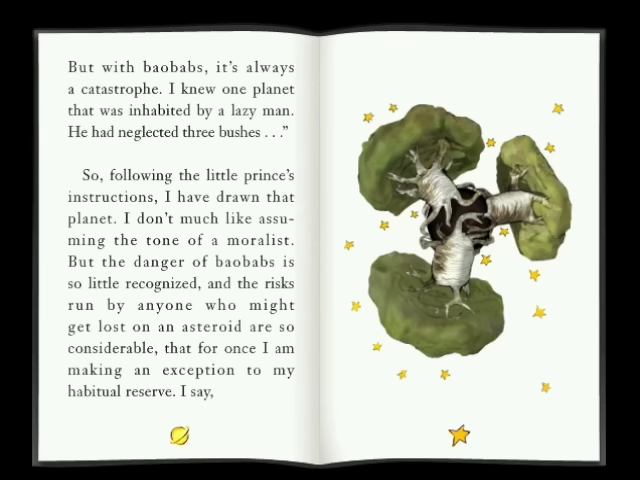 But with baobabs, it's always
a catastrophe. I knew one planet
that was inhabited by a lazy man.
He had neglected three bushes . . ."
So, following the little prince's
instructions, I have drawn that
planet. I don't much like assu-
ming the tone of a moralist.
But the danger of baobabs is
so little recognized, and the risks
run by anyone who might
get lost on an asteroid are so
considerable, that for once I am
making an exception to my
habitual reserve. I say,